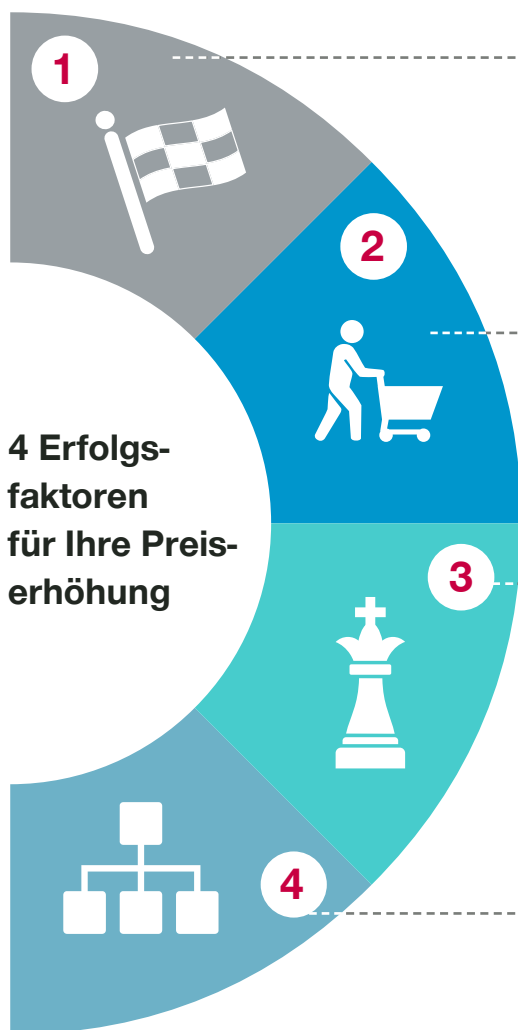 1
2
4 Erfolgs-
faktoren
für Ihre Preis-
erhöhung
3
4